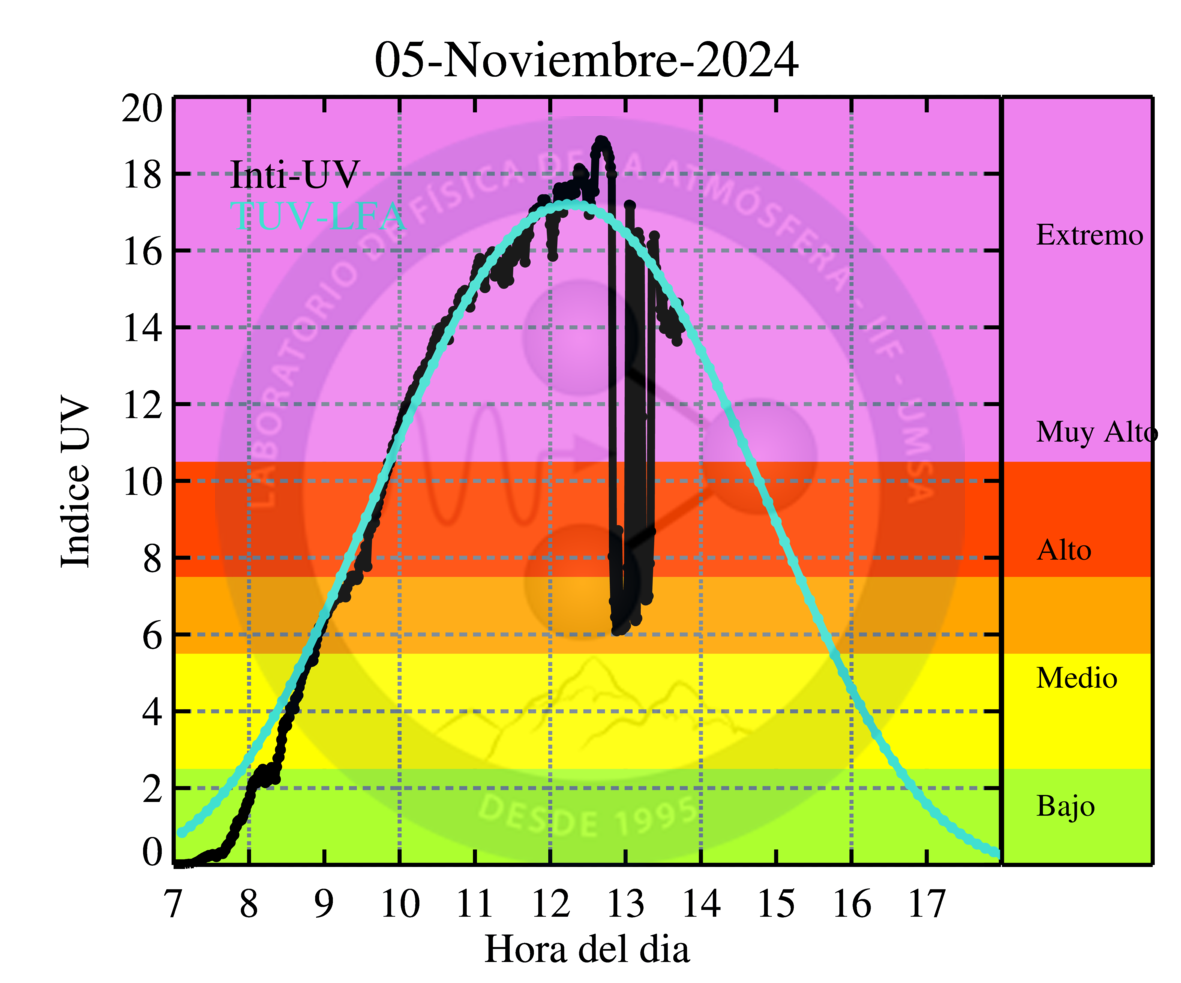 05-Noviembre-2024
Indice UV
20
18
16
14
12
10
8
6
4
2
0
Inti-UV
TUV-LFA
LABORATORIO DE FÍSICA DE LA ATMÓSFERA - IIF - UMSA
DESDE 1995
Extremo
Muy Alto
Alto
Medio
Bajo
7 8 9 10 11 12 13 14 15 16 17
Hora del dia